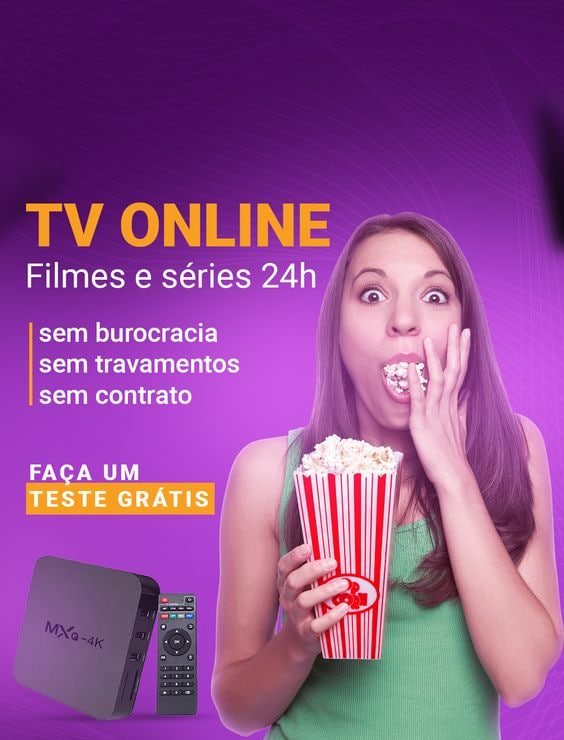 TV ONLINE
Filmes e séries 24h
sem burocracia
sem travamentos
sem contrato
FAÇA UM
TESTE GRÁTIS
MXQ-4K